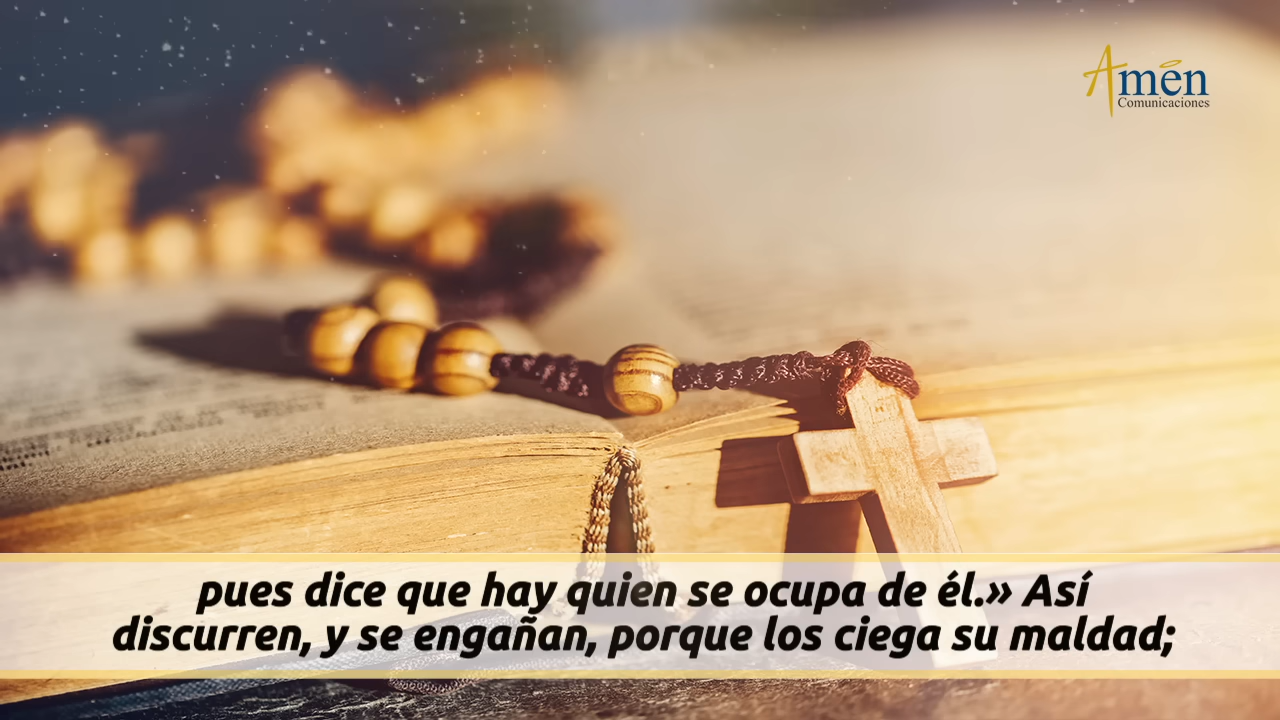 Amén
Comunicaciones
pues dice que hay quien se ocupa de él.» Así
discurren, y se engañan, porque los ciega su maldad;